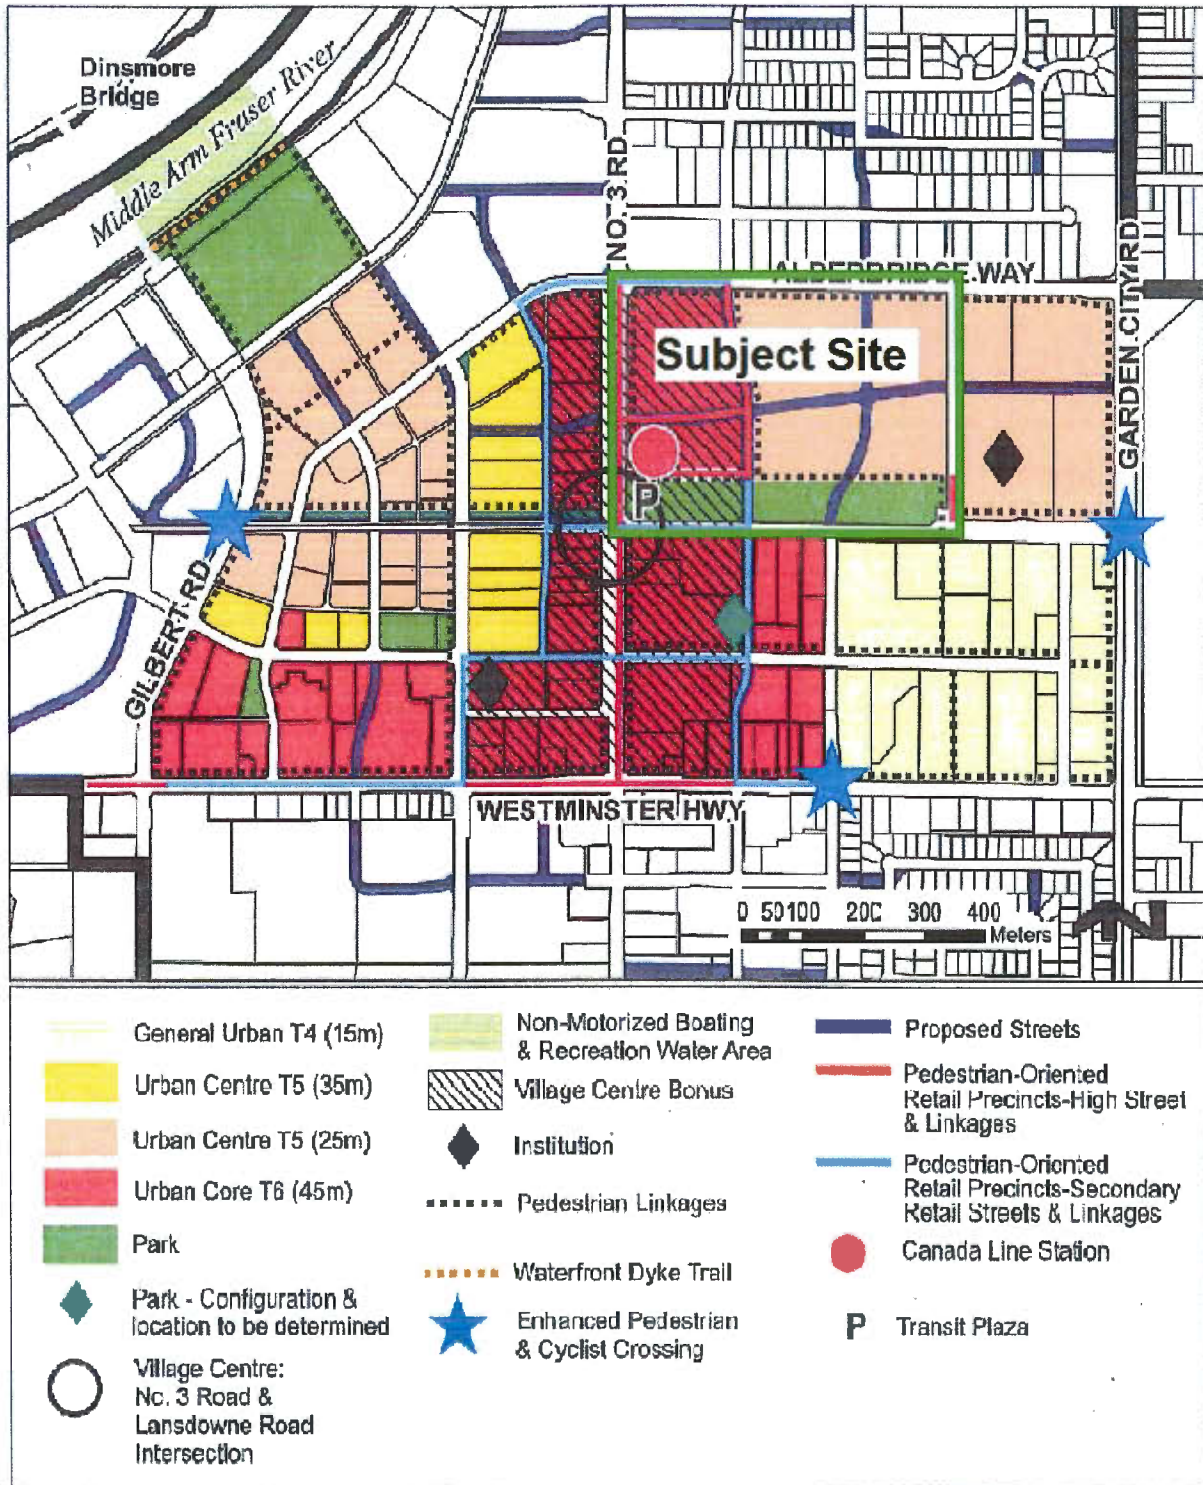 Dinsmore
Bridge
Middle Arm Fraser River
NO. 3 RD
ALDERBRIDGE WAY
GARDEN CITY RD
Subject Site
P
GILBERT RD
WESTMINSTER HWY
0 50 100 200 300 400
Meters
General Urban T4 (15m)
Urban Centre T5 (35m)
Urban Centre T5 (25m)
Urban Core T6 (45m)
Park
Park - Configuration &
location to be determined
Village Centre:
No. 3 Road &
Lansdowne Road
Intersection
Non-Motorized Boating
& Recreation Water Area
Village Centre Bonus
Institution
Pedestrian Linkages
Waterfront Dyke Trail
Enhanced Pedestrian
& Cyclist Crossing
Proposed Streets
Pedestrian-Oriented
Retail Precincts-High Street
& Linkages
Pedestrian-Oriented
Retail Precincts-Secondary
Retail Streets & Linkages
Canada Line Station
P Transit Plaza